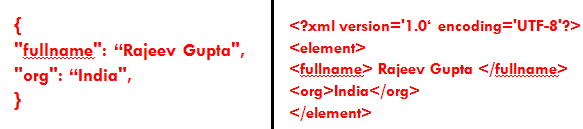 {
"fullname": “Rajeev Gupta",
"org": “India",
}
<?xml version='1.0‘ encoding='UTF-8'?>
<element>
<fullname> Rajeev Gupta </fullname>
<org>India</org>
</element>